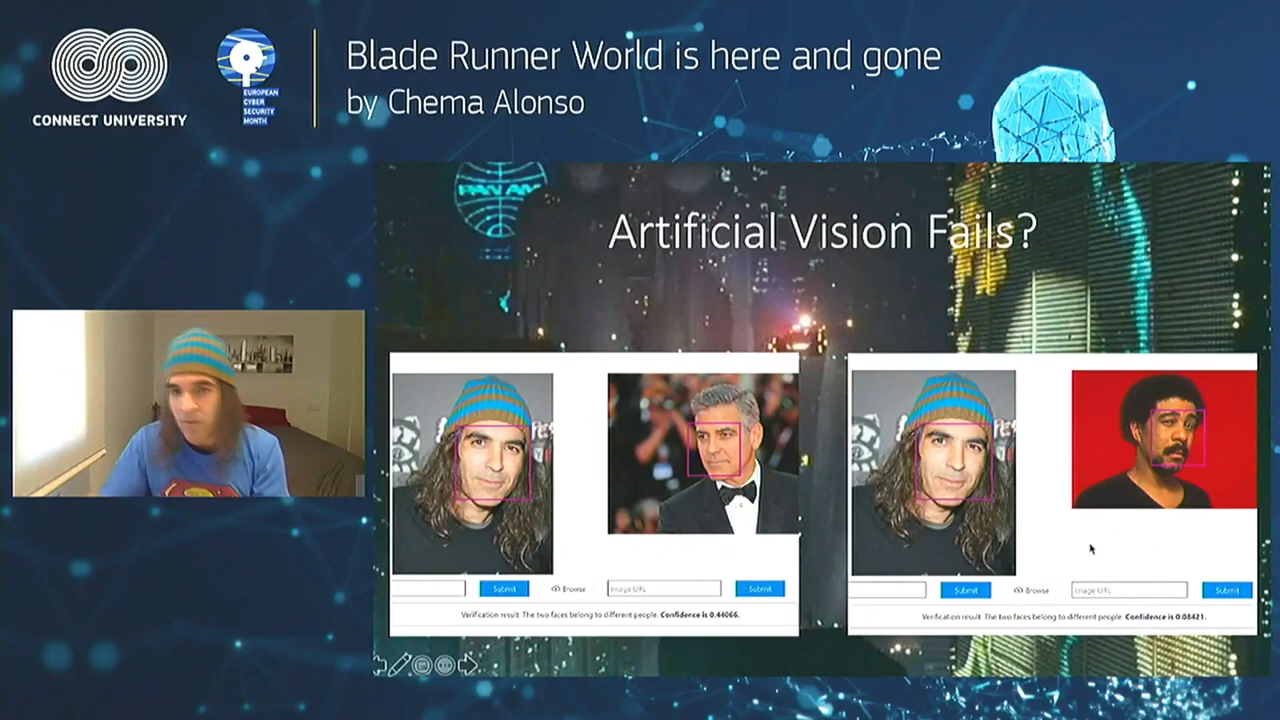 CONNECT UNIVERSITY
EUROPEAN
CYBER
SECURITY
MONTH
Blade Runner World is here and gone
by Chema Alonso
PAN AM
Artificial Vision Fails?
Submit
Browse
Image URL
Submit
Verification result: The two faces belong to different people. Confidence is 0.44066.
Submit
Browse
Image URL
Submit
Verification result: The two faces belong to different people. Confidence is 0.08421.